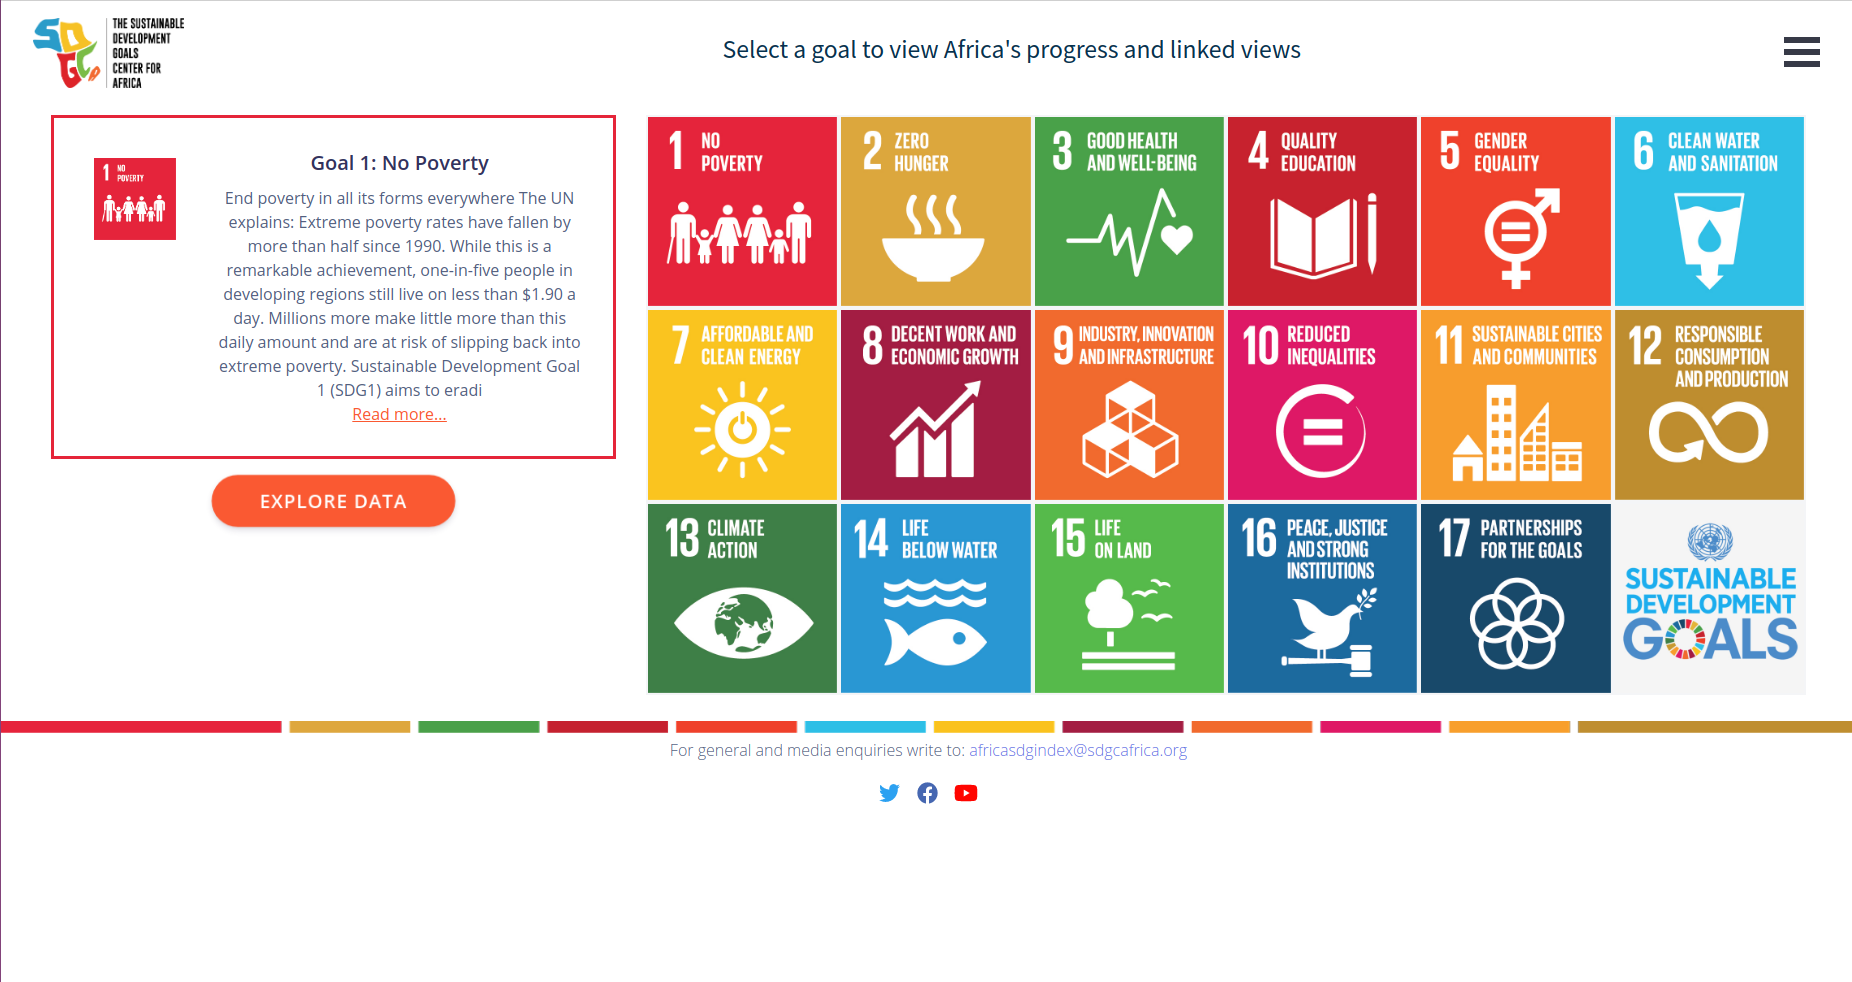 THE SUSTAINABLE
DEVELOPMENT
GOALS
CENTER FOR
AFRICA
Select a goal to view Africa's progress and linked views
1 NO
POVERTY
Goal 1: No Poverty
End poverty in all its forms everywhere The UN
explains: Extreme poverty rates have fallen by
more than half since 1990. While this is a
remarkable achievement, one-in-five people in
developing regions still live on less than $1.90 a
day. Millions more make little more than this
daily amount and are at risk of slipping back into
extreme poverty. Sustainable Development Goal
1 (SDG1) aims to eradi
Read more...
EXPLORE DATA
1 NO
POVERTY
2 ZERO
HUNGER
3 GOOD HEALTH
AND WELL-BEING
4 QUALITY
EDUCATION
5 GENDER
EQUALITY
6 CLEAN WATER
AND SANITATION
7 AFFORDABLE AND
CLEAN ENERGY
8 DECENT WORK AND
ECONOMIC GROWTH
9 INDUSTRY, INNOVATION
AND INFRASTRUCTURE
10 REDUCED
INEQUALITIES
11 SUSTAINABLE CITIES
AND COMMUNITIES
12 RESPONSIBLE
CONSUMPTION
AND PRODUCTION
13 CLIMATE
ACTION
14 LIFE
BELOW WATER
15 LIFE
ON LAND
16 PEACE, JUSTICE
AND STRONG
INSTITUTIONS
17 PARTNERSHIPS
FOR THE GOALS
SUSTAINABLE
DEVELOPMENT
GOALS
For general and media enquiries write to: africasdgindex@sdgcafrica.org